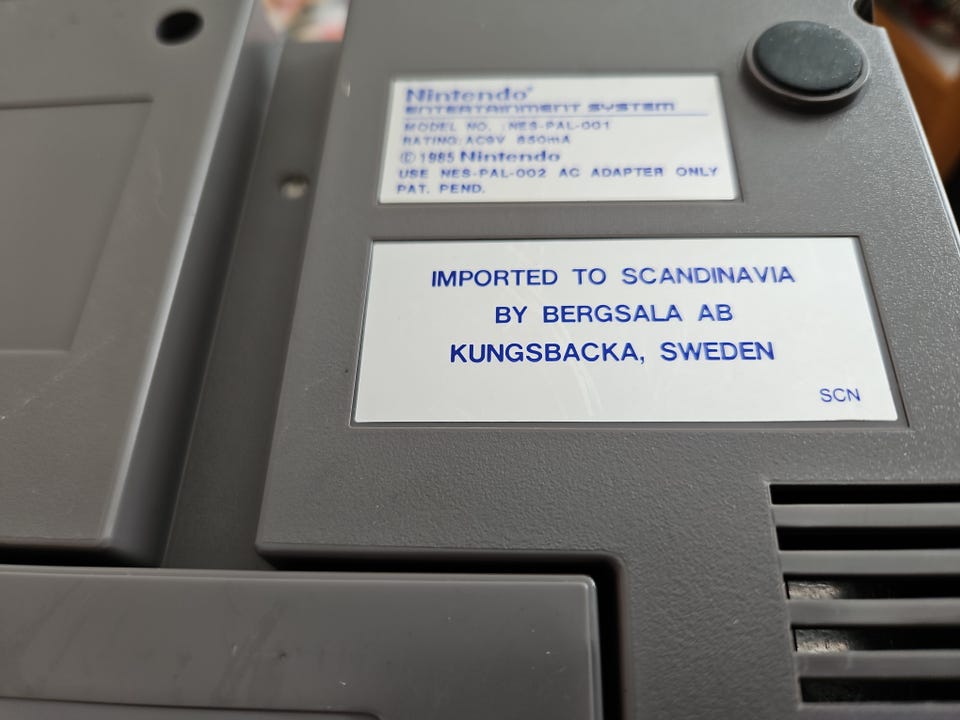 Nintendo®
ENTERTAINMENT SYSTEM
MODEL NO. : NES-PAL-001
RATING: AC9V 850mA
© 1985 Nintendo
USE NES-PAL-002 AC ADAPTER ONLY
PAT. PEND.
IMPORTED TO SCANDINAVIA
BY BERGSALA AB
KUNGSBACKA, SWEDEN
SCN